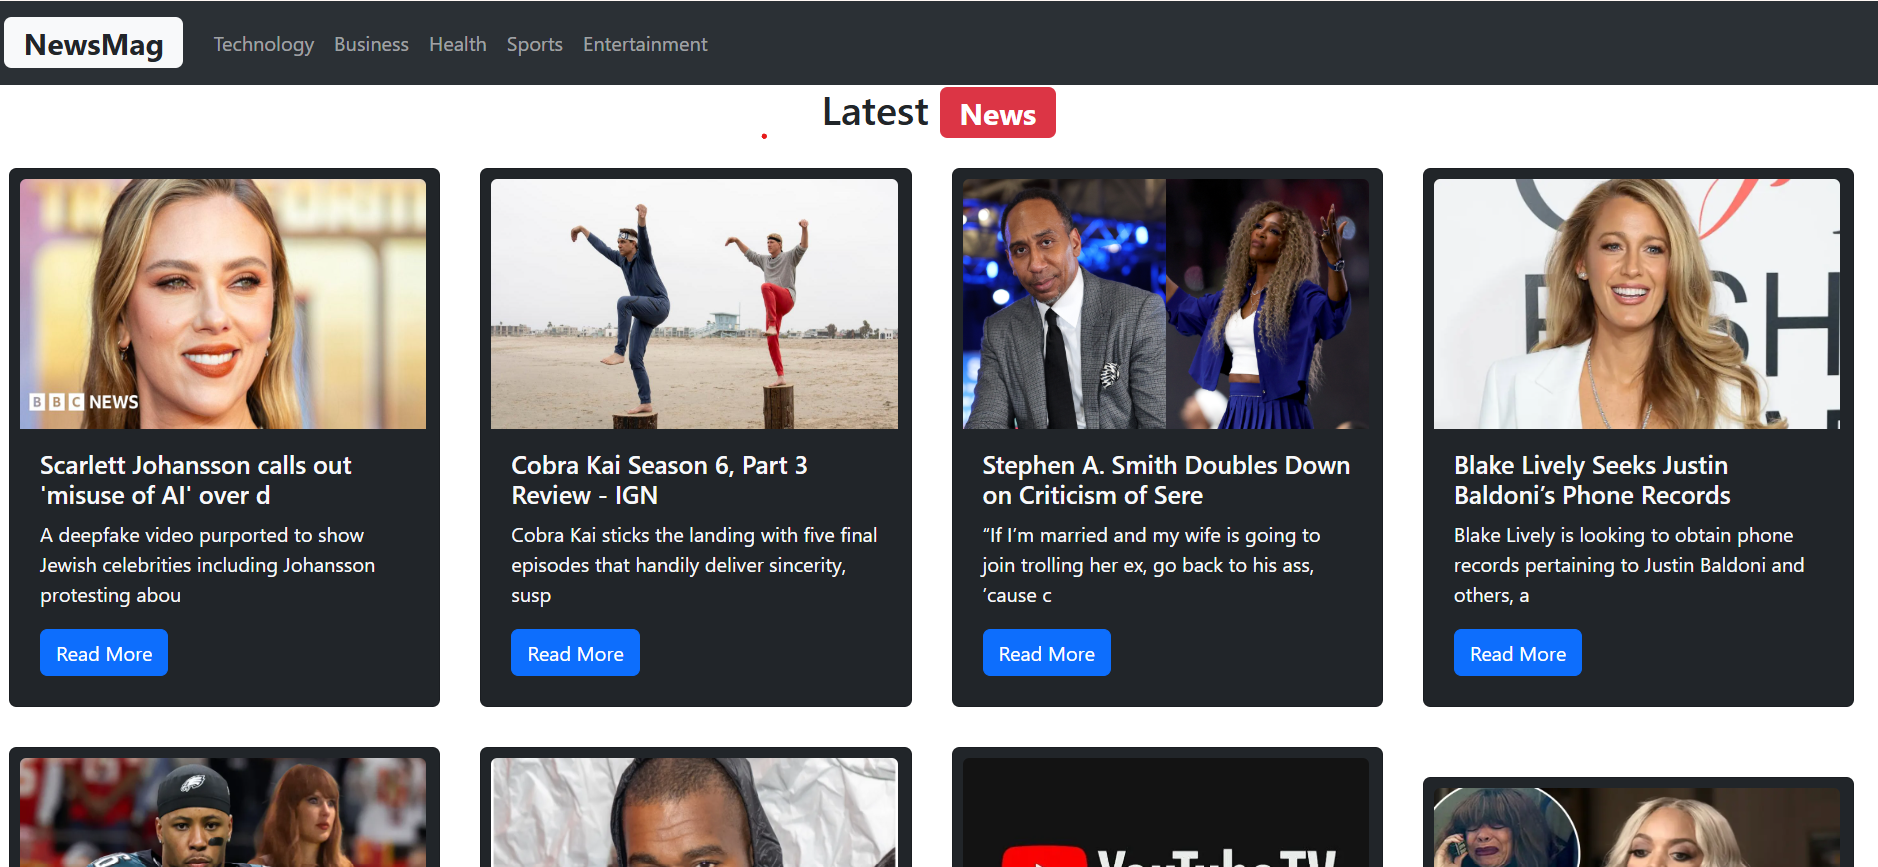 NewsMag Technology Business Health Sports Entertainment
Latest News
BBC NEWS
SH
Scarlett Johansson calls out
'misuse of AI' over d
A deepfake video purported to show
Jewish celebrities including Johansson
protesting abou
Read More
Cobra Kai Season 6, Part 3
Review - IGN
Cobra Kai sticks the landing with five final
episodes that handily deliver sincerity,
susp
Read More
Stephen A. Smith Doubles Down
on Criticism of Sere
“If I’m married and my wife is going to
join trolling her ex, go back to his ass,
‘cause c
Read More
Blake Lively Seeks Justin
Baldoni’s Phone Records
Blake Lively is looking to obtain phone
records pertaining to Justin Baldoni and
others, a
Read More
YouTube TV